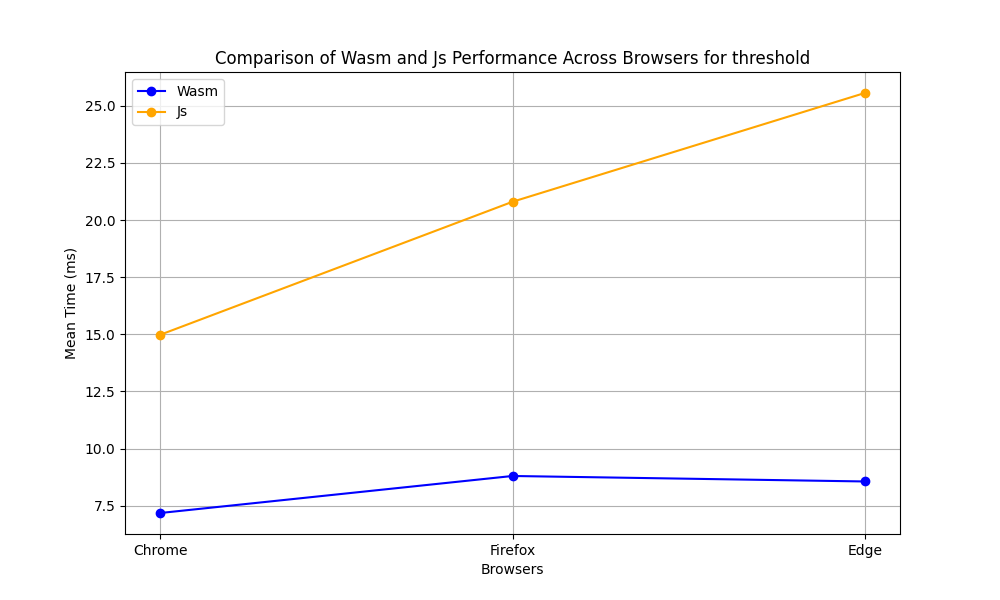 Comparison of Wasm and Js Performance Across Browsers for threshold
Wasm
Js
25.0
22.5
20.0
17.5
15.0
12.5
10.0
7.5
Mean Time (ms)
Chrome
Firefox
Edge
Browsers